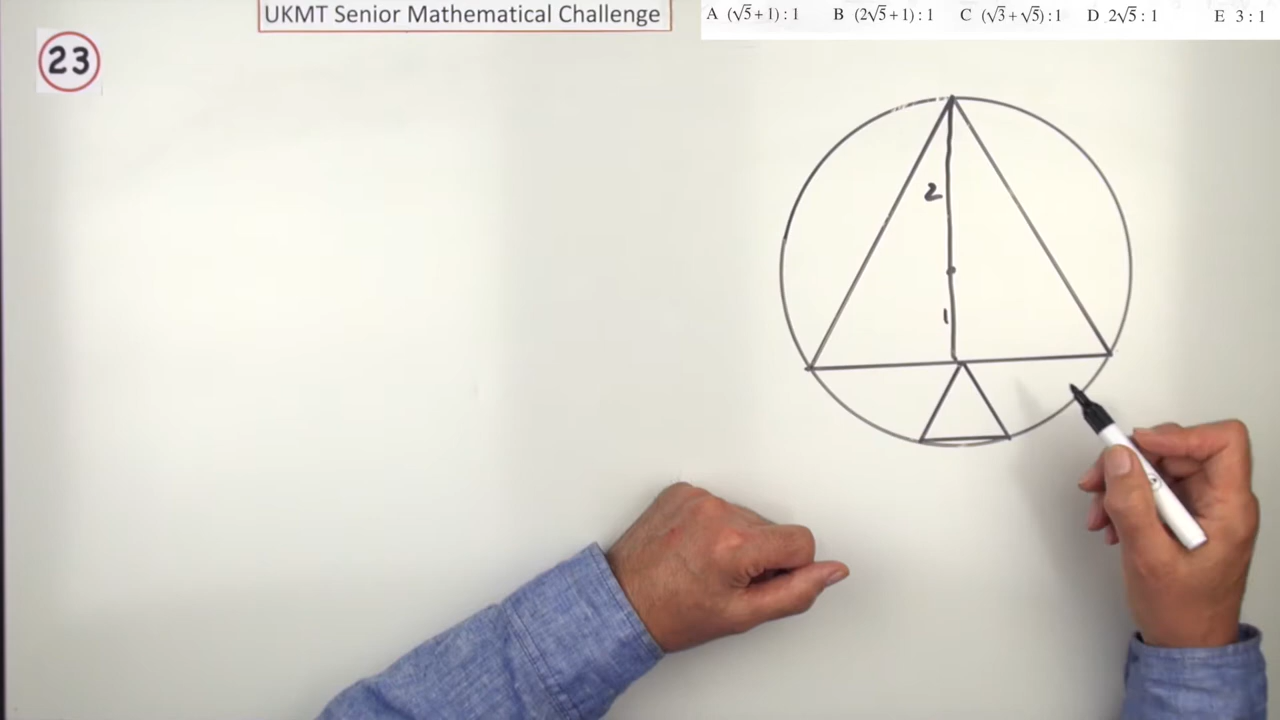 UKMT Senior Mathematical Challenge
A (√5+1) : 1 B (2√5+1) : 1 C (√3+√5) : 1 D 2√5 : 1 E 3 : 1
23
2
1